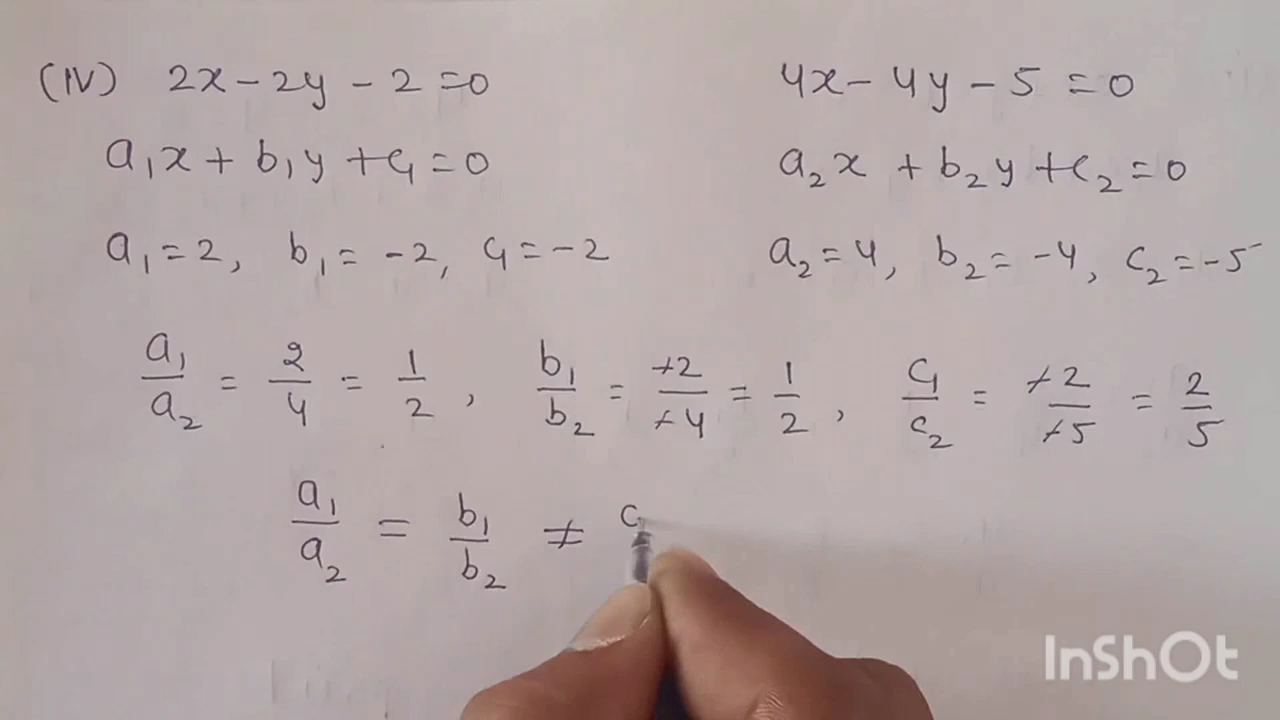 (IV) 2x - 2y - 2 = 0 4x - 4y - 5 = 0
a₁x + b₁y + c₁ = 0 a₂x + b₂y + c₂ = 0
a₁ = 2, b₁ = -2, c₁ = -2 a₂ = 4, b₂ = -4, c₂ = -5
a₁/a₂ = 2/4 = 1/2, b₁/b₂ = -2/-4 = 1/2, c₁/c₂ = -2/-5 = 2/5
a₁/a₂ = b₁/b₂ ≠ c₁
InShOt